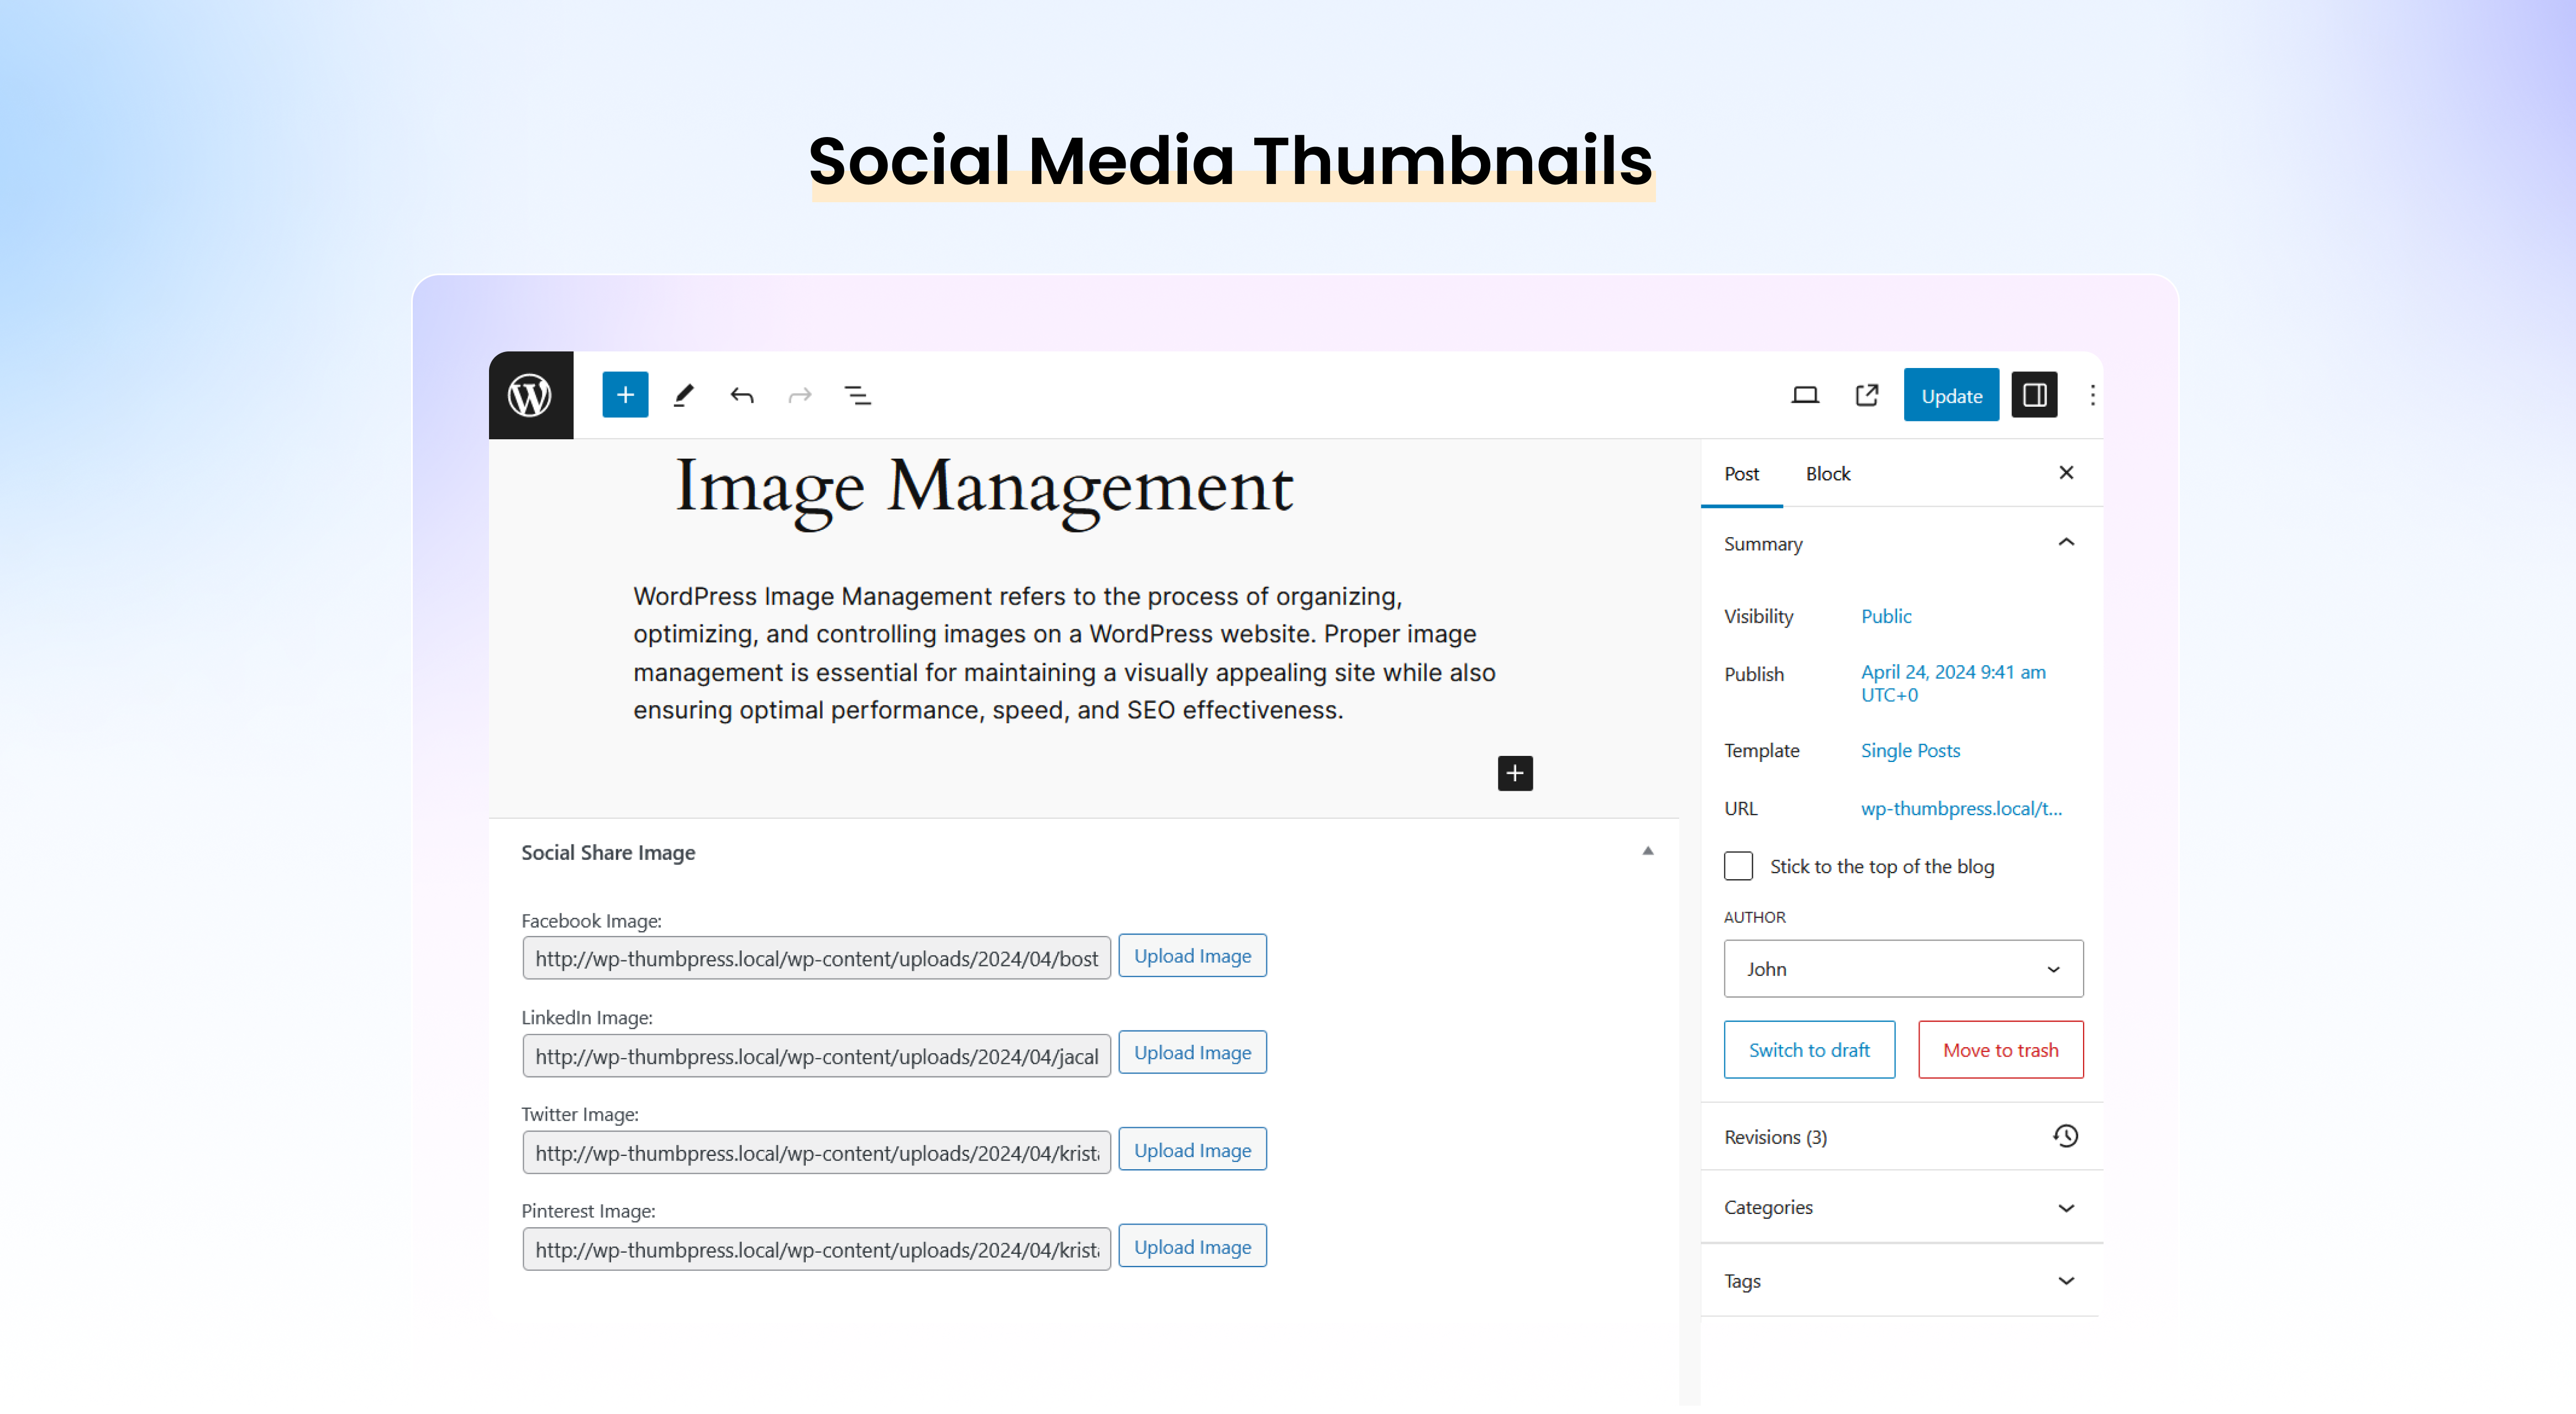 Social Media Thumbnails
Update
Image Management
WordPress Image Management refers to the process of organizing,
optimizing, and controlling images on a WordPress website. Proper image
management is essential for maintaining a visually appealing site while also
ensuring optimal performance, speed, and SEO effectiveness.
Social Share Image
Facebook Image:
http://wp-thumbpress.local/wp-content/uploads/2024/04/bost Upload Image
LinkedIn Image:
http://wp-thumbpress.local/wp-content/uploads/2024/04/jacal Upload Image
Twitter Image:
http://wp-thumbpress.local/wp-content/uploads/2024/04/krist Upload Image
Pinterest Image:
http://wp-thumbpress.local/wp-content/uploads/2024/04/krist Upload Image
Post Block
Summary
Visibility Public
Publish April 24, 2024 9:41 am
UTC+0
Template Single Posts
URL wp-thumbpress.local/t...
Stick to the top of the blog
AUTHOR
John
Switch to draft Move to trash
Revisions (3)
Categories
Tags